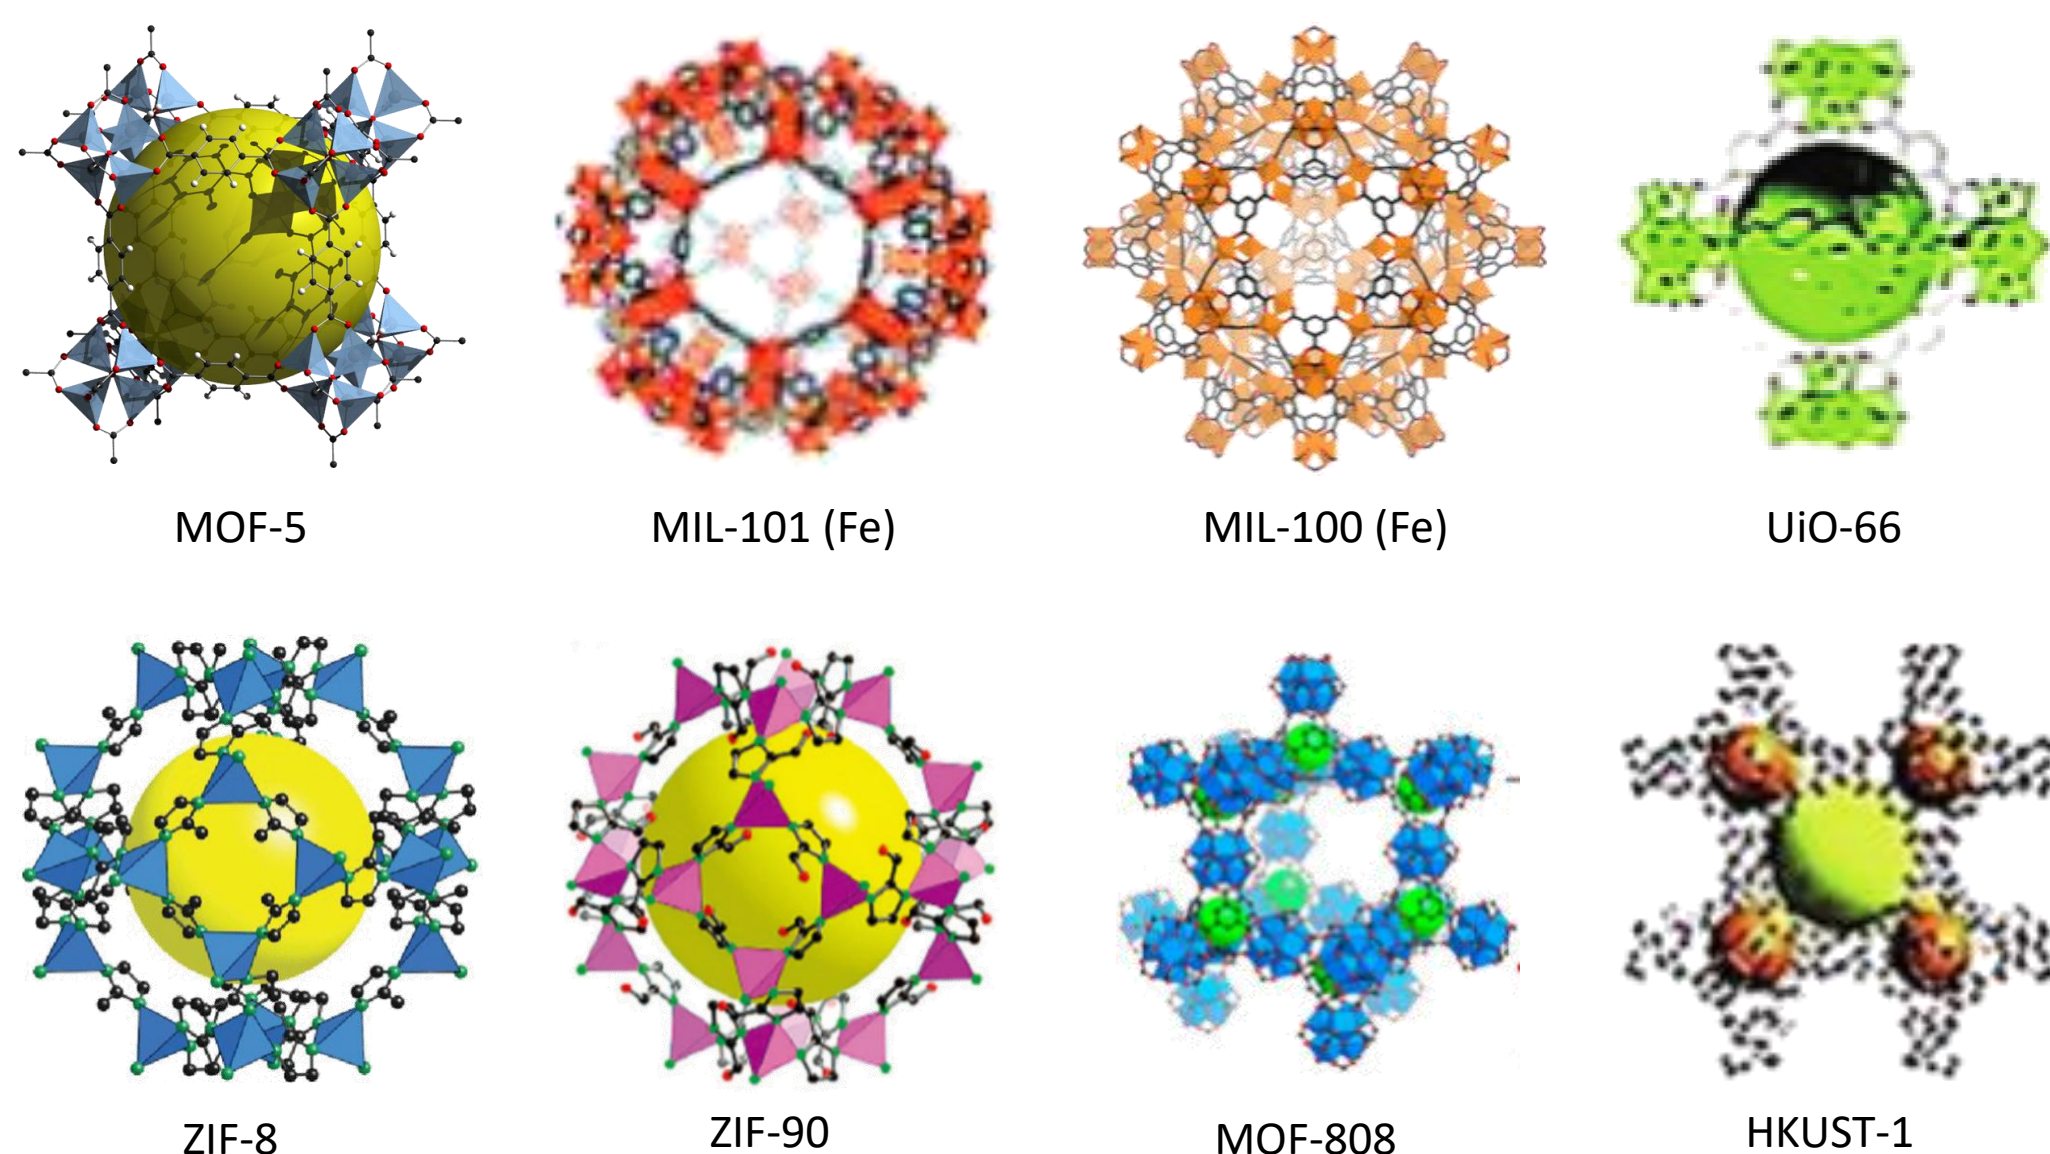 MOF-5
MIL-101 (Fe)
MIL-100 (Fe)
UiO-66
ZIF-8
ZIF-90
MOF-808
HKUST-1